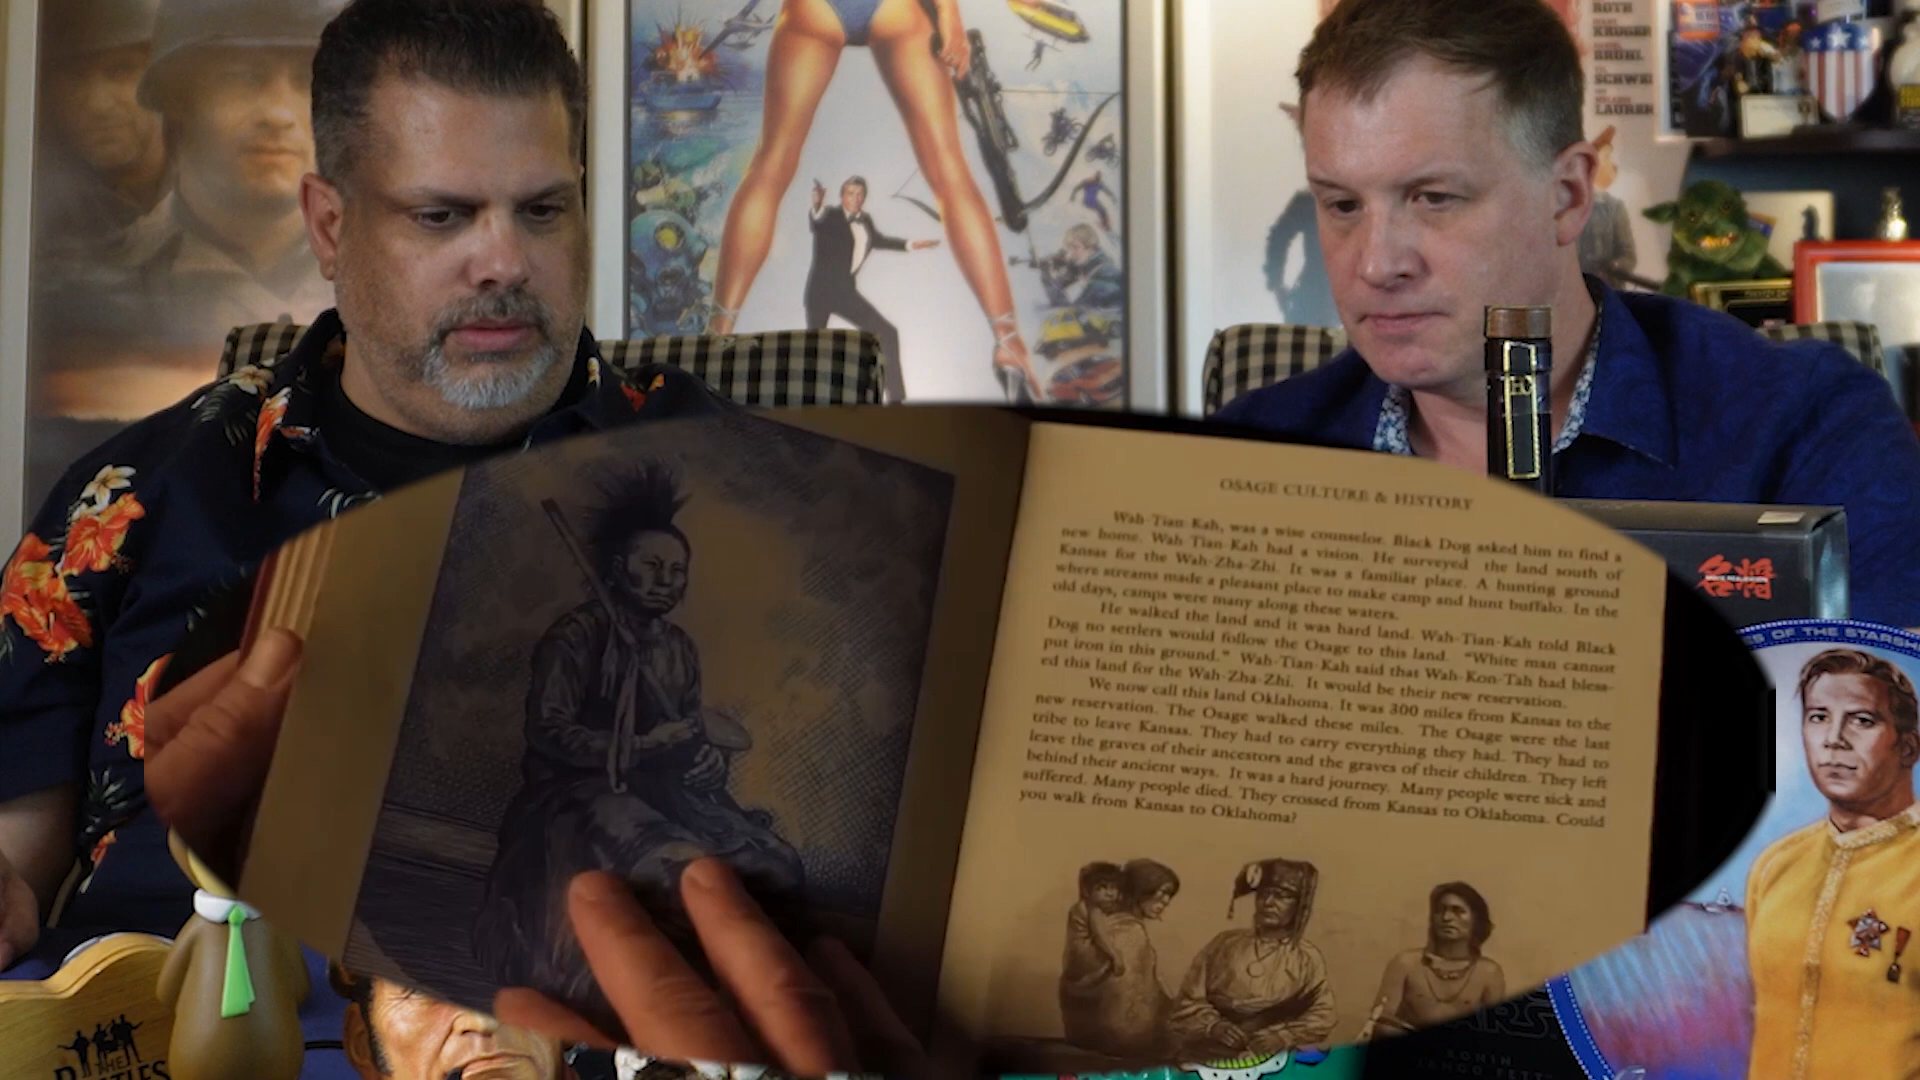 ROTH
KRUGER
SCHWEI
LAURER
OSAGE CULTURE & HISTORY
Wah-Tian-Kah, was a wise counselor. Black Dog asked him to find a
new home. Wah-Tian-Kah had a vision. He surveyed the land south of
Kansas for the Wah-Zha-Zhi. It was a familiar place. A hunting ground
where streams made a pleasant place to make camp and hunt buffalo. In the
old days, camps were many along these waters.
He walked the land and it was hard land. Wah-Tian-Kah told Black
Dog no settlers would follow the Osage to this land. "White man cannot
put iron in this ground." Wah-Tian-Kah said that Wah-Kon-Tah had bless-
ed this land for the Wah-Zha-Zhi. It would be their new reservation.
We now call this land Oklahoma. It was 300 miles from Kansas to the
new reservation. The Osage walked these miles. The Osage were the last
tribe to leave Kansas. They had to carry everything they had. They had to
leave the graves of their ancestors and the graves of their children. They left
behind their ancient ways. It was a hard journey. Many people were sick and
suffered. Many people died. They crossed from Kansas to Oklahoma. Could
you walk from Kansas to Oklahoma?
ES OF THE STARSH
THE